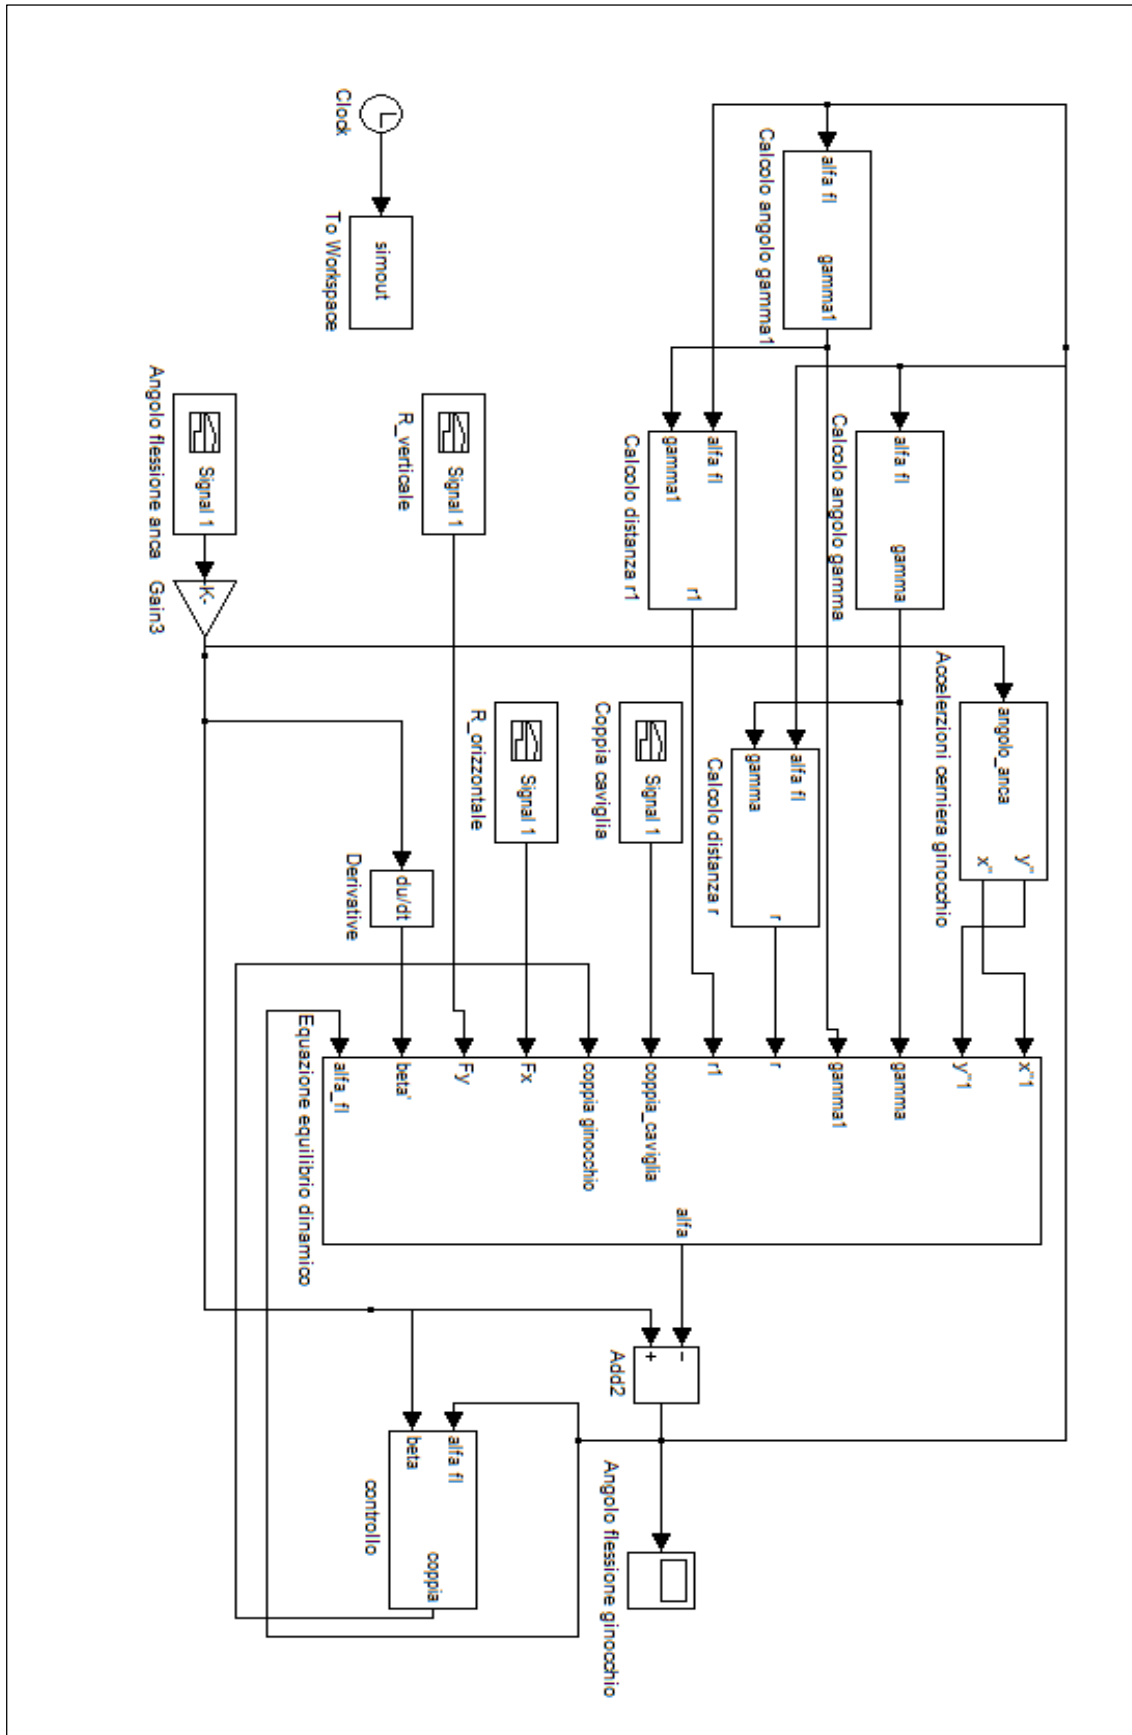 angolo_anca
y"
x"
Accelerzioni cerniera ginocchio
alfa fl
gamma
Calcolo angolo gamma
alfa fl
gamma1
Calcolo angolo gamma1
alfa fl
gamma
r
Calcolo distanza r
alfa fl
gamma1
r1
Calcolo distanza r1
Signal 1
Coppia caviglia
Signal 1
R_orizzontale
Signal 1
R_verticale
Clock
simout
To Workspace
Signal 1
Angolo flessione anca
-K-
Gain3
du/dt
Derivative
x"1
y"1
gamma
gamma1
r
r1
coppia_caviglia
coppia ginocchio
Fx
Fy
beta'
alfa_fl
alfa
Equazione equilibrio dinamico
−
+
Add2
Angolo flessione ginocchio
alfa fl
beta
coppia
controllo